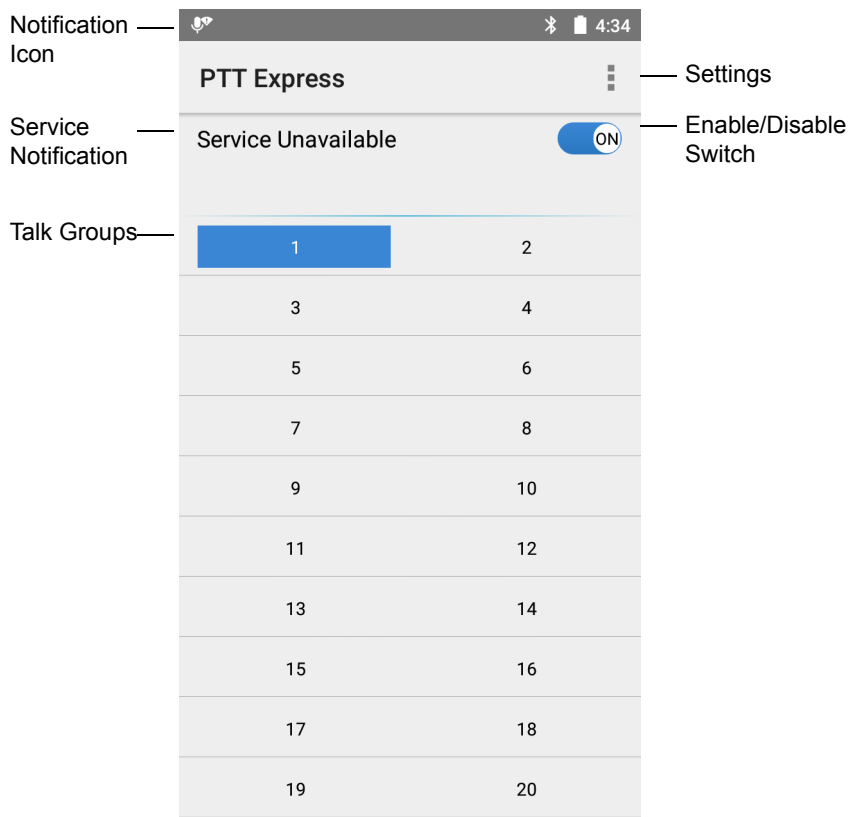 Notification
Icon
4:34
PTT Express
Settings
Service
Notification
Service Unavailable
ON
Enable/Disable
Switch
Talk Groups
1 2
3 4
5 6
7 8
9 10
11 12
13 14
15 16
17 18
19 20